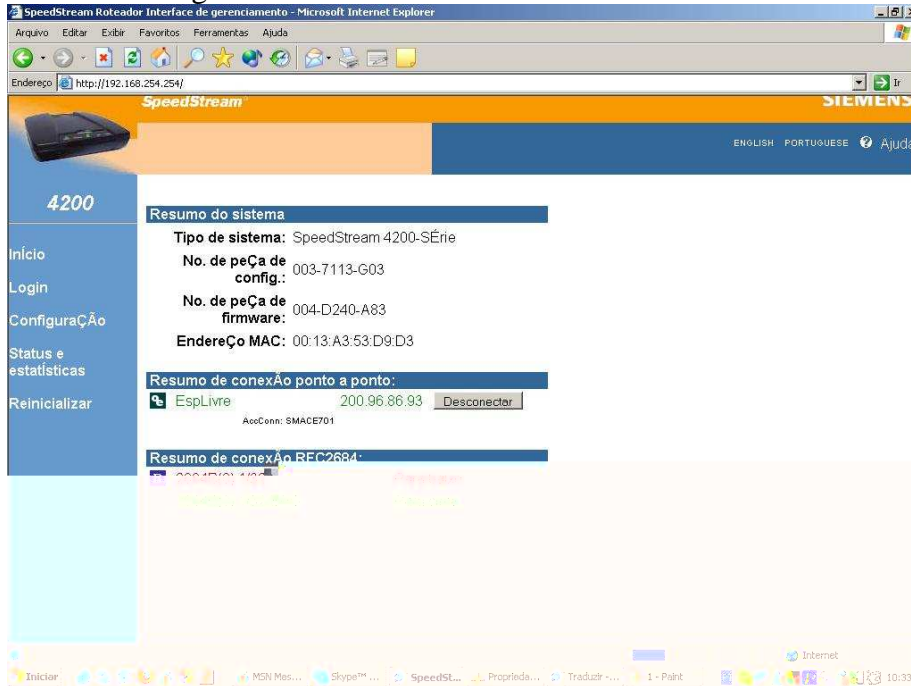 SpeedStream Roteador Interface de gerenciamento - Microsoft Internet Explorer
Arquivo Editar Exibir Favoritos Ferramentas Ajuda
Endereço http://192.168.254.254/ Ir
SpeedStream SIEMENS
ENGLISH PORTUGUESE ? Ajuda
4200
InÍcio
Login
ConfiguraÇÃo
Status e
estatÍsticas
Reinicializar
Resumo do sistema
Tipo de sistema: SpeedStream 4200-SÉrie
No. de peÇa de
config.: 003-7113-G03
No. de peÇa de
firmware: 004-D240-A83
EndereÇo MAC: 00:13:A3:53:D9:D3
Resumo de conexÃo ponto a ponto:
EspLivre 200.96.86.93 Desconectar
AccConn: SMACE701
Resumo de conexÃo RFC2684:
Internet
Iniciar MSN Mes... Skype™ ... SpeedSt... Proprieda... Traduzir -... 1 - Paint 10:33